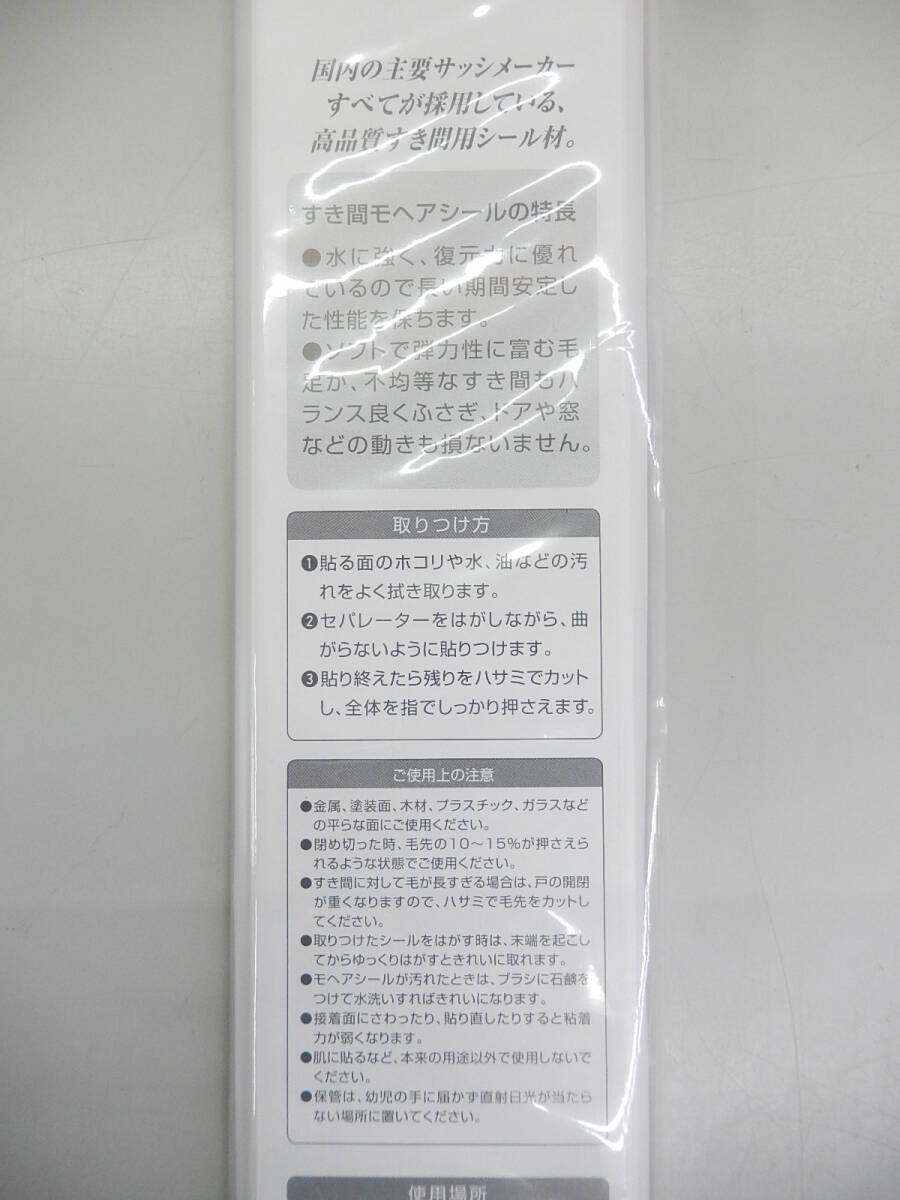 国内の主要サッシメーカー
すべてが採用している、
高品質すき間用シール材。
すき間モヘアシールの特長
●水に強く、復元力に優れ
ているので長い期間安定し
た性能を保ちます。
●ソフトで弾力性に富む毛
足が、不均等なすき間もバ
ランス良くふさぎ、ドアや窓
などの動きも損ないません。
取りつけ方
❶貼る面のホコリや水、油などの汚
れをよく拭き取ります。
❷セパレーターをはがしながら、曲
がらないように貼りつけます。
❸貼り終えたら残りをハサミでカット
し、全体を指でしっかり押さえます。
ご使用上の注意
●金属、塗装面、木材、プラスチック、ガラスなど
の平らな面にご使用ください。
●閉め切った時、毛先の10〜15%が押さえら
れるような状態でご使用ください。
●すき間に対して毛が長すぎる場合は、戸の開閉
が重くなりますので、ハサミで毛先をカットし
てください。
●取りつけたシールをはがす時は、末端を起こし
てからゆっくりはがすときれいに取れます。
●モヘアシールが汚れたときは、ブラシに石鹸を
つけて水洗いすればきれいになります。
●接着面にさわったり、貼り直したりすると粘着
力が弱くなります。
●肌に貼るなど、本来の用途以外で使用しないで
ください。
●保管は、幼児の手に届かず直射日光が当たら
ない場所に置いてください。
使用場所